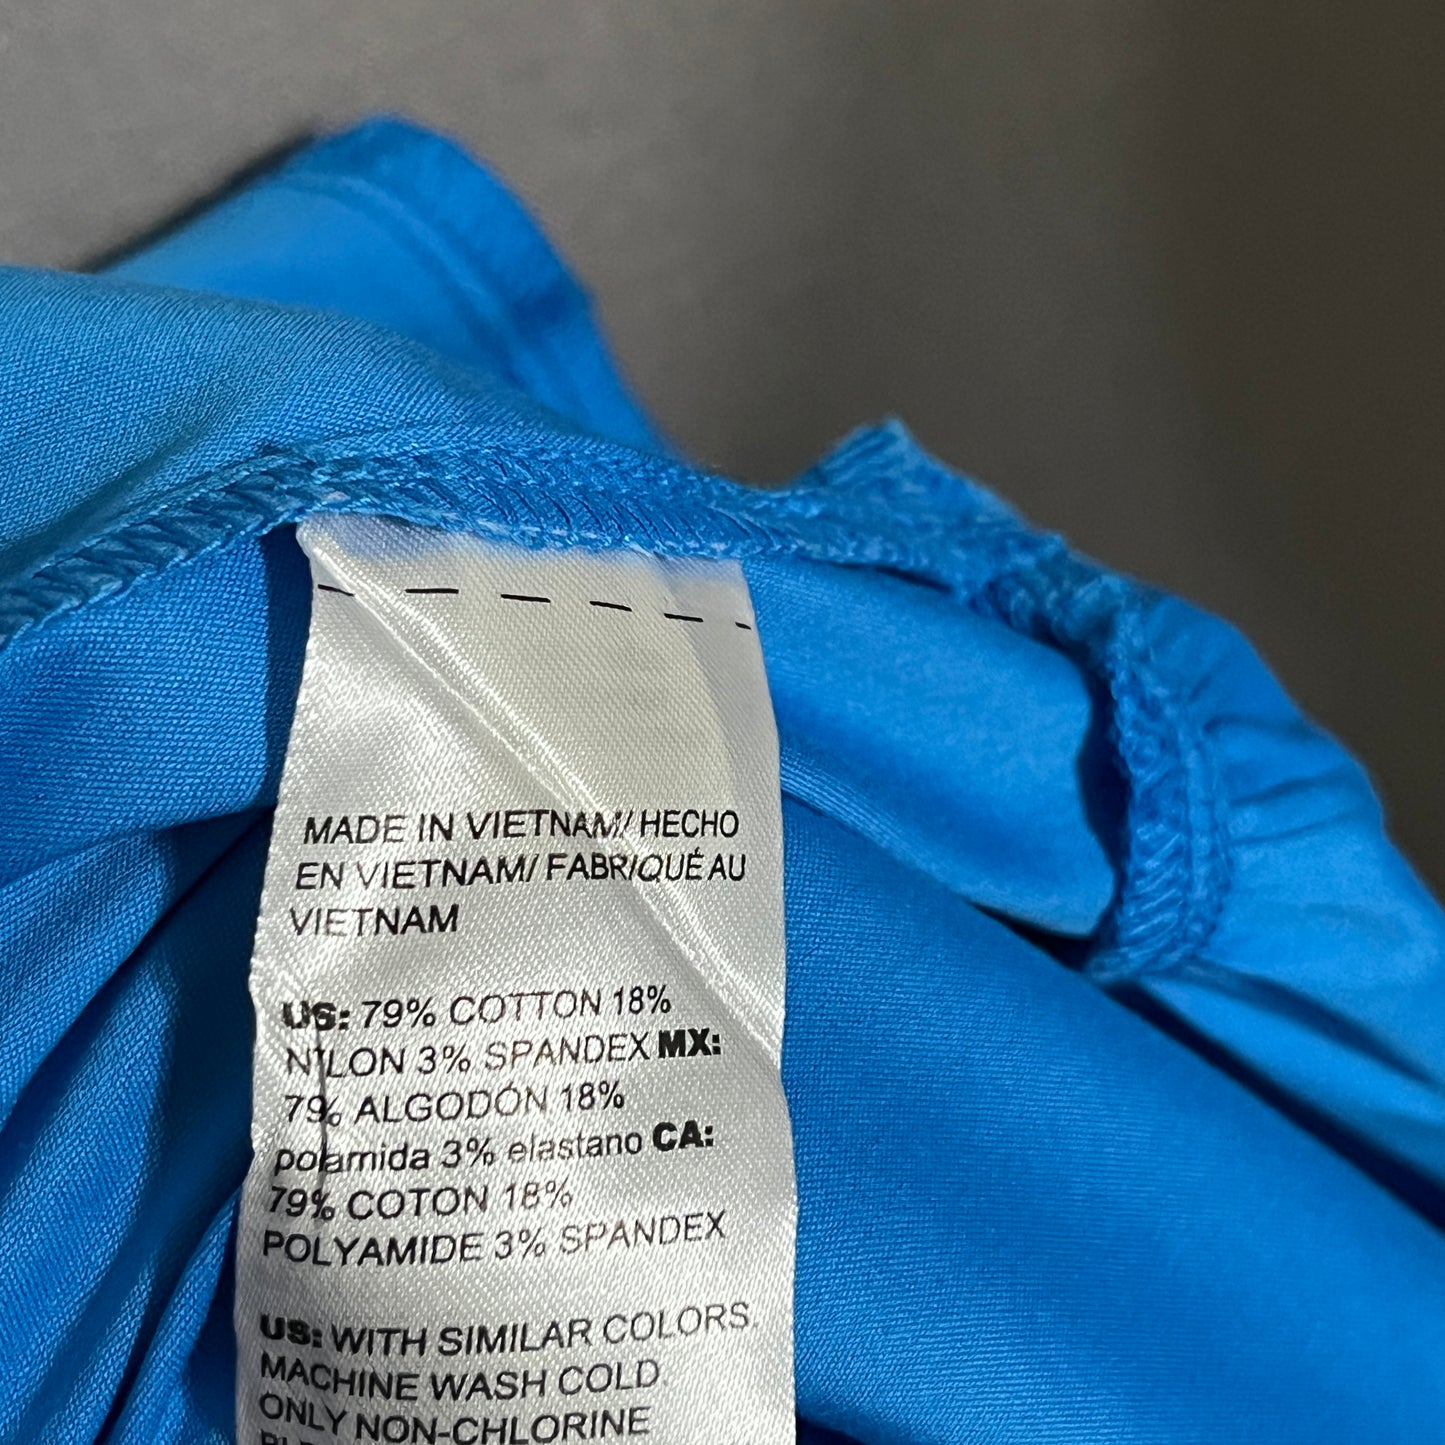 MADE IN VIETNAM/ HECHO
EN VIETNAM/ FABRIQUÉ AU
VIETNAM
US: 79% COTTON 18%
NYLON 3% SPANDEX MX:
79% ALGODÓN 18%
polamida 3% elastano CA:
79% COTON 18%
POLYAMIDE 3% SPANDEX
US: WITH SIMILAR COLORS.
MACHINE WASH COLD.
ONLY NON-CHLORINE